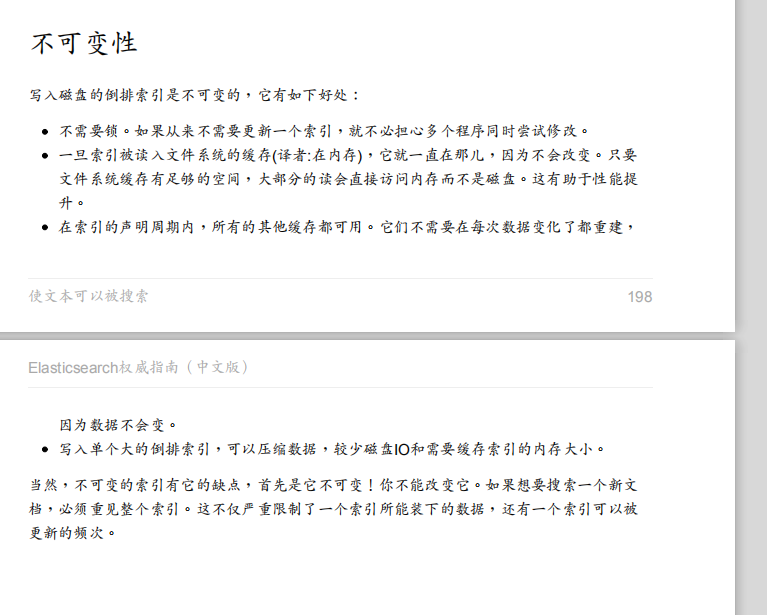 不可变性
写入磁盘的倒排索引是不可变的，它有如下好处：
不需要锁。如果从来不需要更新一个索引，就不必担心多个程序同时尝试修改。
一旦索引被读入文件系统的缓存(译者:在内存)，它就一直在那儿，因为不会改变。只要
文件系统缓存有足够的空间，大部分的读会直接访问内存而不是磁盘。这有助于性能提
升。
在索引的声明周期内，所有的其他缓存都可用。它们不需要在每次数据变化了都重建，
使文本可以被搜索 198
Elasticsearch权威指南（中文版）
因为数据不会变。
写入单个大的倒排索引，可以压缩数据，较少磁盘IO和需要缓存索引的内存大小。
当然，不可变的索引有它的缺点，首先是它不可变！你不能改变它。如果想要搜索一个新文
档，必须重见整个索引。这不仅严重限制了一个索引所能装下的数据，还有一个索引可以被
更新的频次。